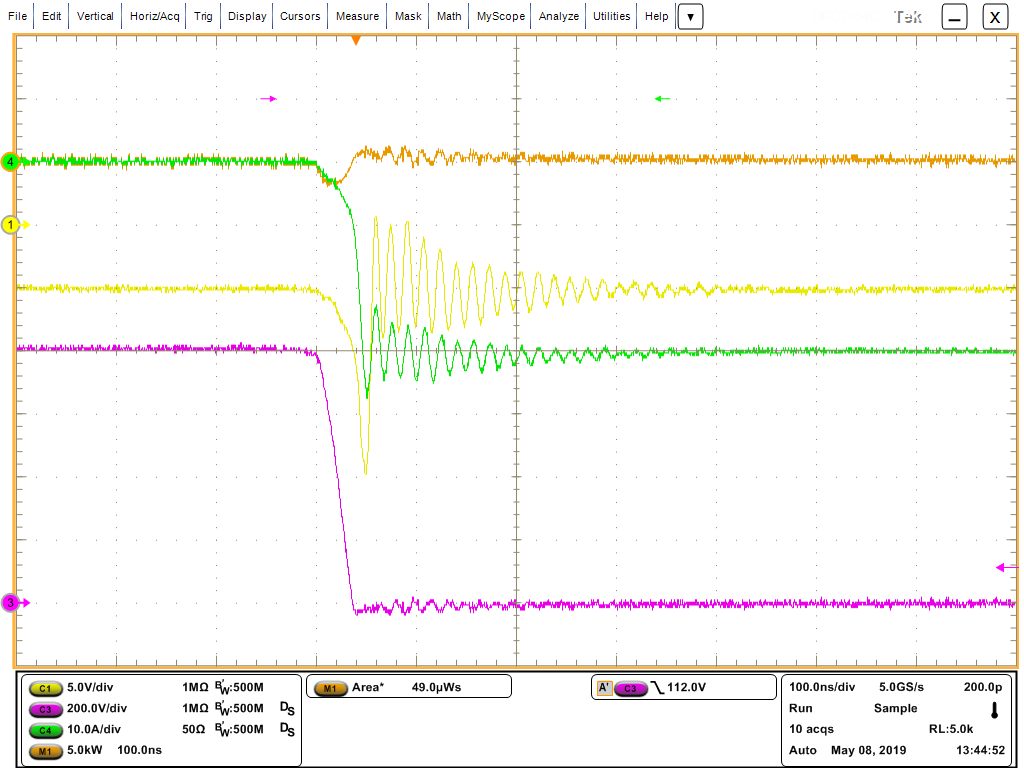 File Edit Vertical Horiz/Acq Trig Display Cursors Measure Mask Math MyScope Analyze Utilities Help ▼ Tek X
4
1
3
C1 5.0V/div 1MΩ BW:500M
C3 200.0V/div 1MΩ BW:500M DS
C4 10.0A/div 50Ω BW:500M DS
M1 5.0kW 100.0ns
M1 Area* 49.0μWs
A' C3 112.0V
100.0ns/div 5.0GS/s 200.0p
Run Sample
10 acqs RL:5.0k
Auto May 08, 2019 13:44:52